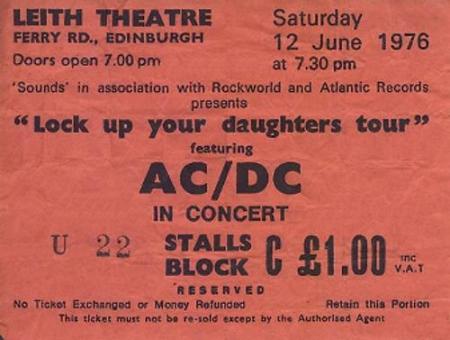 LEITH THEATRE
FERRY RD., EDINBURGH
Doors open 7.00 pm
Saturday
12 June 1976
at 7.30 pm
'Sounds' in association with Rockworld and Atlantic Records
presents
"Lock up your daughters tour"
featuring
AC/DC
IN CONCERT
U 22 STALLS BLOCK C £1.00 inc V.A.T
RESERVED
No Ticket Exchanged or Money Refunded Retain this Portion
This ticket must not be re-sold except by the Authorised Agent